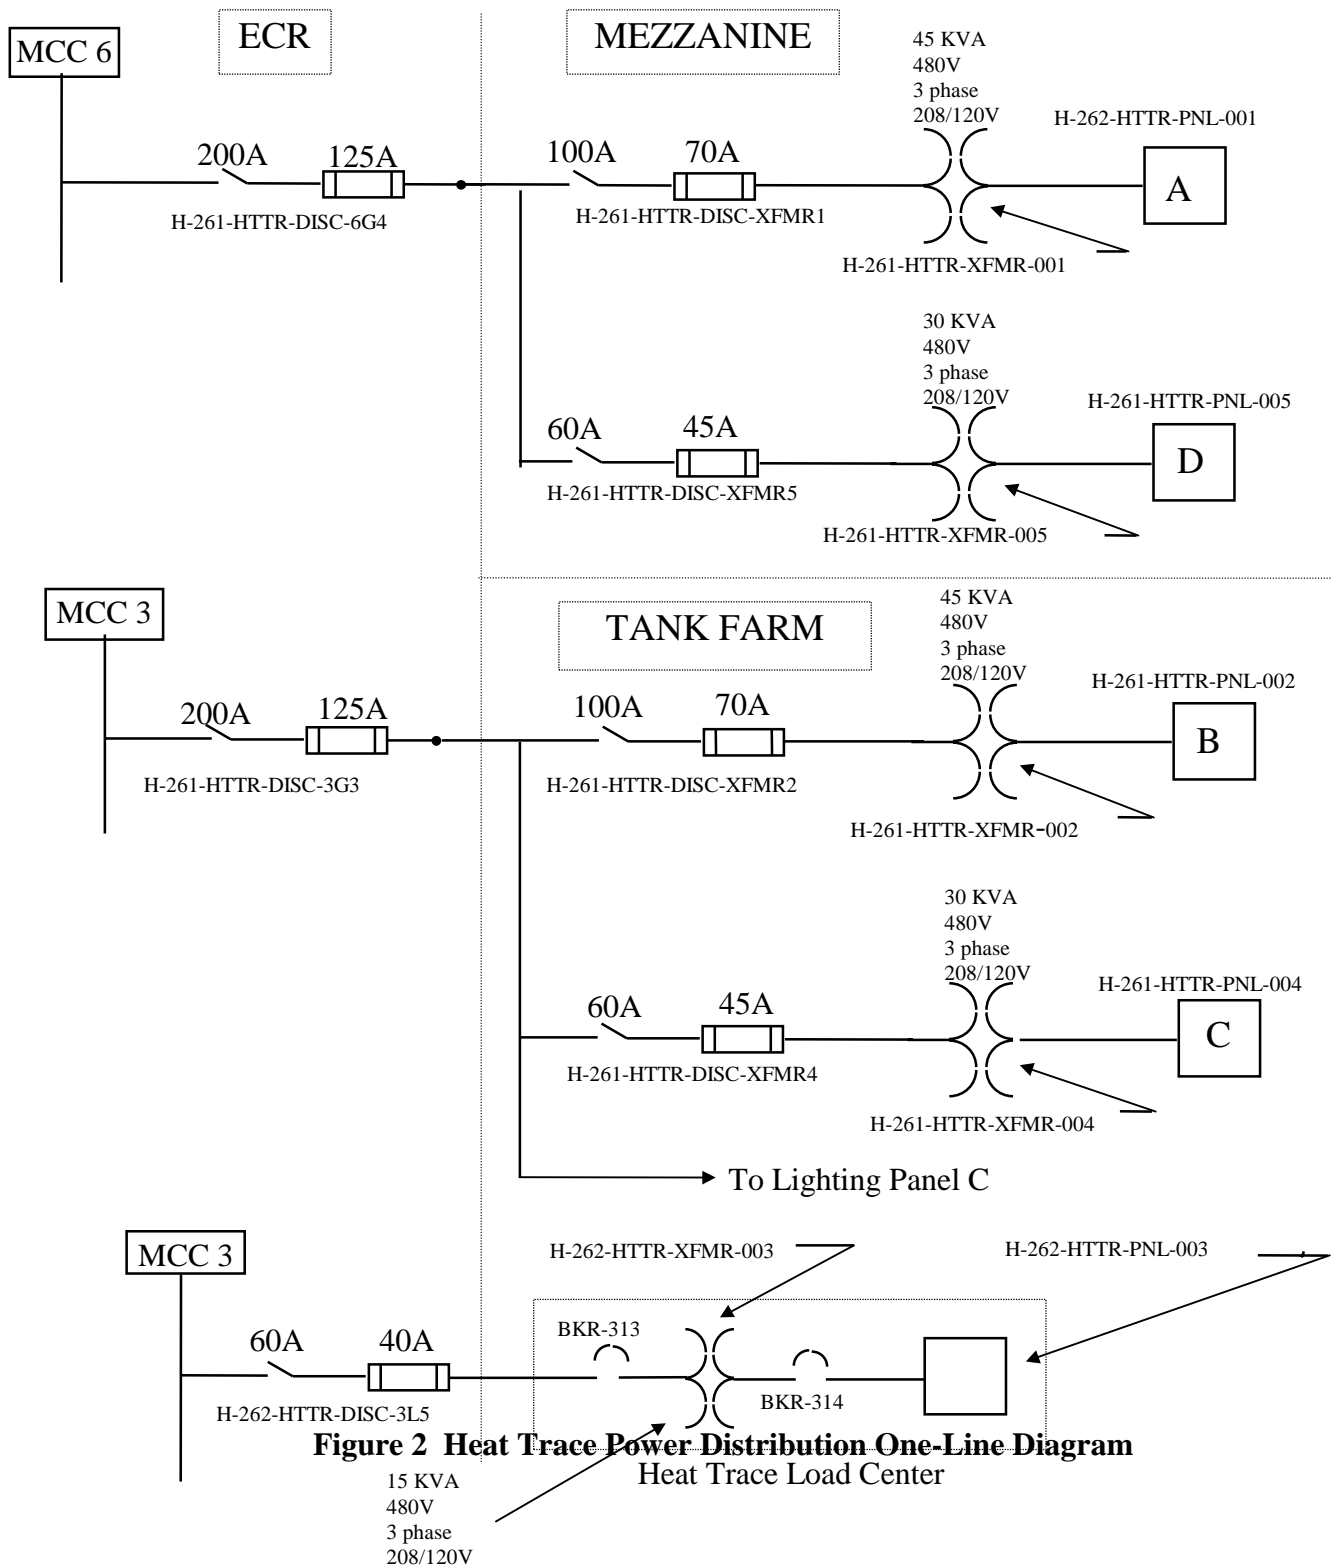 MCC 6
ECR
MEZZANINE
45 KVA
480V
3 phase
208/120V
H-262-HTTR-PNL-001
200A
125A
100A
70A
A
H-261-HTTR-DISC-6G4
H-261-HTTR-DISC-XFMR1
H-261-HTTR-XFMR-001
30 KVA
480V
3 phase
208/120V
H-261-HTTR-PNL-005
60A
45A
D
H-261-HTTR-DISC-XFMR5
H-261-HTTR-XFMR-005
MCC 3
TANK FARM
45 KVA
480V
3 phase
208/120V
H-261-HTTR-PNL-002
200A
125A
100A
70A
B
H-261-HTTR-DISC-3G3
H-261-HTTR-DISC-XFMR2
H-261-HTTR-XFMR-002
30 KVA
480V
3 phase
208/120V
H-261-HTTR-PNL-004
60A
45A
C
H-261-HTTR-DISC-XFMR4
H-261-HTTR-XFMR-004
To Lighting Panel C
MCC 3
H-262-HTTR-XFMR-003
H-262-HTTR-PNL-003
60A
40A
BKR-313
BKR-314
H-262-HTTR-DISC-3L5
Figure 2 Heat Trace Power Distribution One-Line Diagram
Heat Trace Load Center
15 KVA
480V
3 phase
208/120V